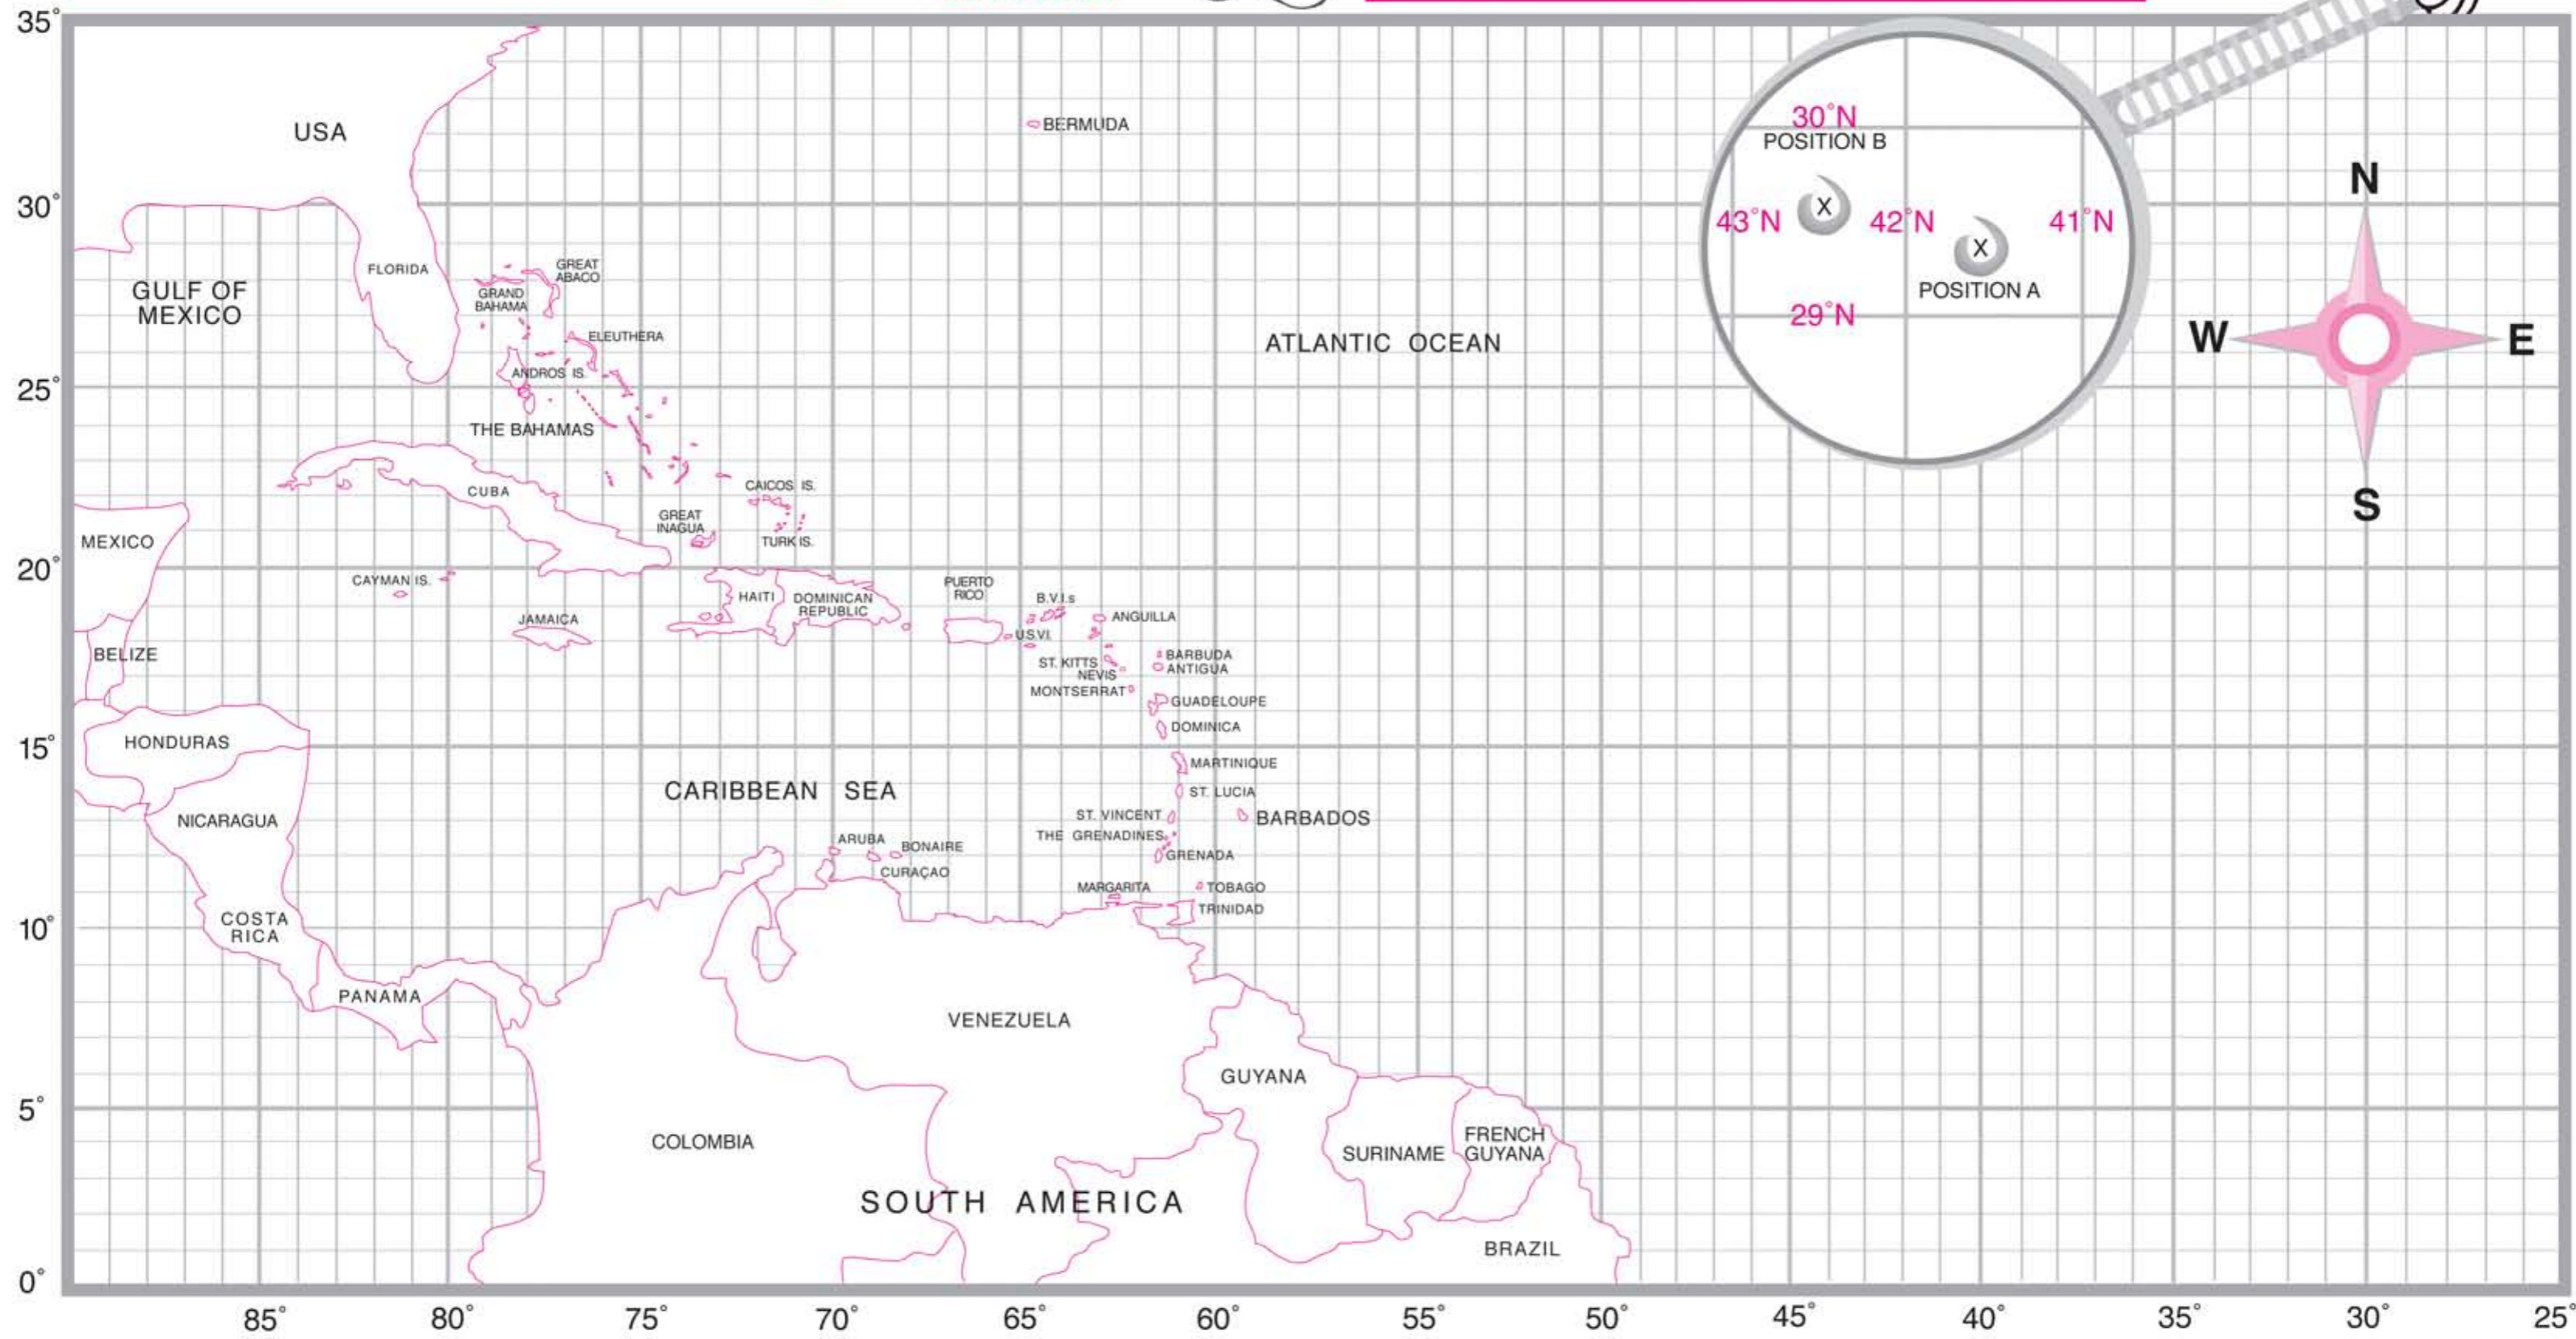 35°
30°
25°
20°
15°
10°
5°
0°
USA
BERMUDA
30°N
POSITION B
X
43°N
42°N
41°N
X
POSITION A
29°N
N
W
E
S
FLORIDA
GULF OF
MEXICO
GREAT
ABACO
GRAND
BAHAMA
ELEUTHERA
ANDROS IS.
THE BAHAMAS
ATLANTIC OCEAN
CUBA
CAICOS IS.
GREAT
INAGUA
TURK IS.
MEXICO
CAYMAN IS.
JAMAICA
HAITI
DOMINICAN
REPUBLIC
PUERTO
RICO
B.V.I.s
U.S.V.I.
ANGUILLA
BELIZE
ST. KITTS
NEVIS
MONTSERRAT
BARBUDA
ANTIGUA
GUADELOUPE
DOMINICA
HONDURAS
MARTINIQUE
CARIBBEAN SEA
ST. LUCIA
NICARAGUA
ST. VINCENT
BARBADOS
THE GRENADINES
ARUBA
BONAIRE
CURAÇAO
GRENADA
MARGARITA
TOBAGO
TRINIDAD
COSTA
RICA
PANAMA
VENEZUELA
GUYANA
COLOMBIA
SURINAME
FRENCH
GUYANA
SOUTH AMERICA
BRAZIL
85°
80°
75°
70°
65°
60°
55°
50°
45°
40°
35°
30°
25°